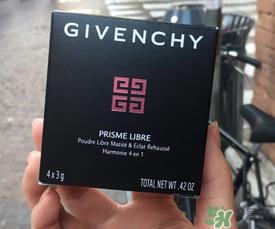 GIVENCHY
PRISME LIBRE
Poudre Libre Matité & Eclat Rehaussé
Harmonie 4 en 1
4 x 3 g
TOTAL NET WT .42 OZ.